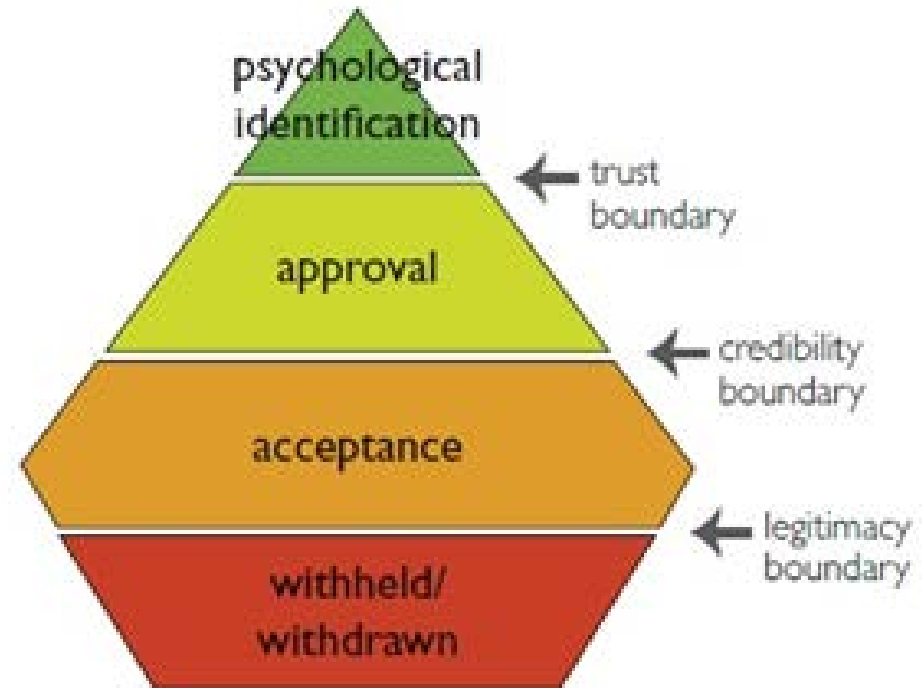 psychological
identification
trust
boundary
approval
credibility
boundary
acceptance
legitimacy
boundary
withheld/
withdrawn